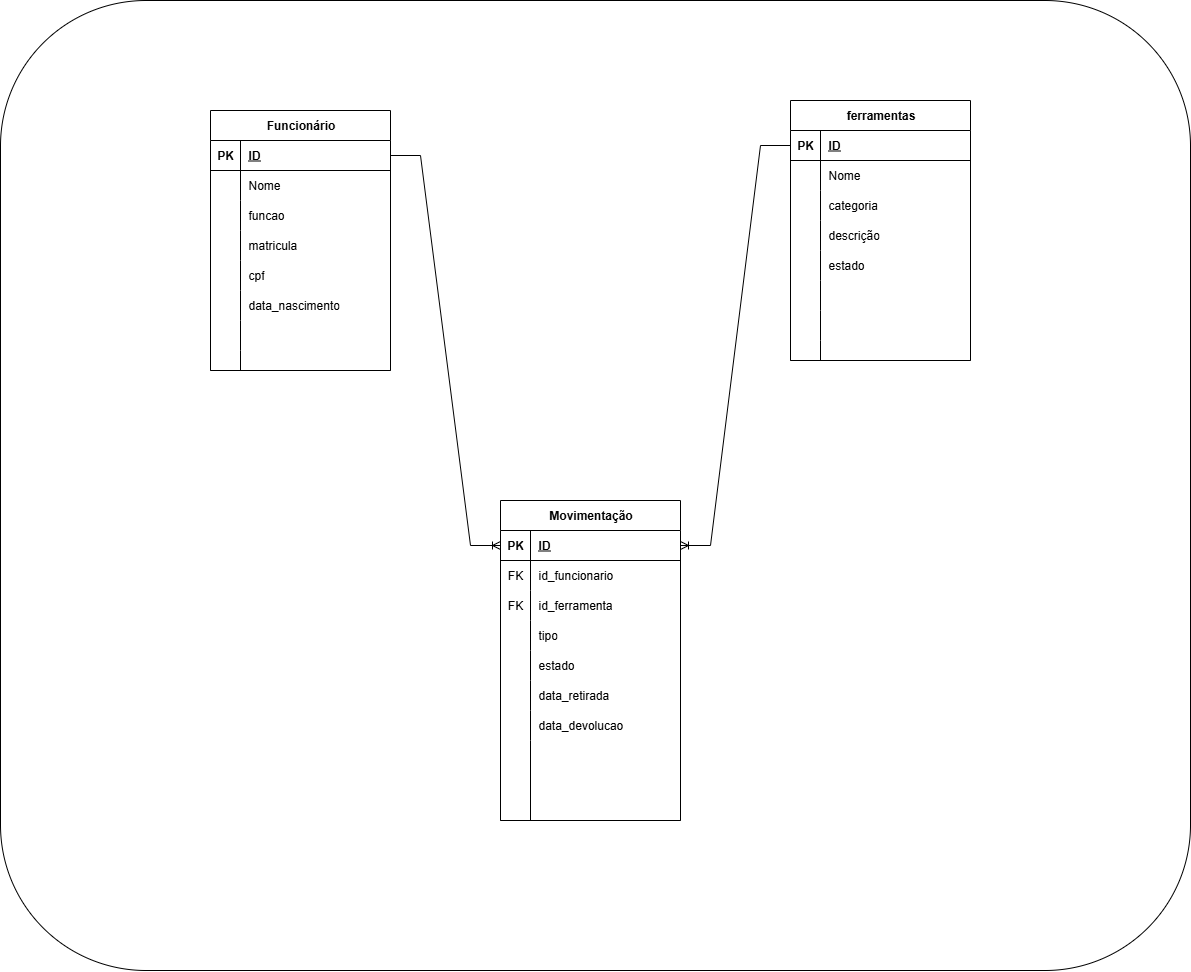 Funcionário
PK ID
Nome
funcao
matricula
cpf
data_nascimento
ferramentas
PK ID
Nome
categoria
descrição
estado
Movimentação
PK ID
FK id_funcionario
FK id_ferramenta
tipo
estado
data_retirada
data_devolucao